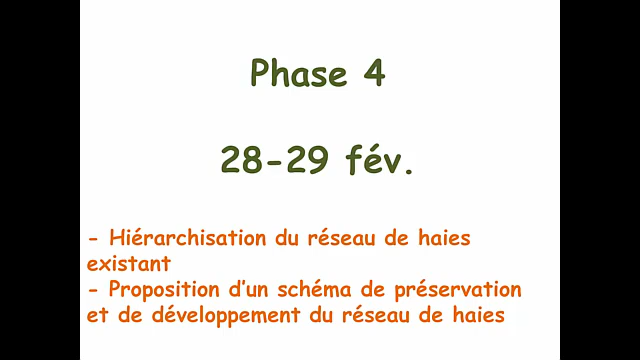 Phase 4
28-29 fév.
- Hiérarchisation du réseau de haies
existant
- Proposition d'un schéma de préservation
et de développement du réseau de haies